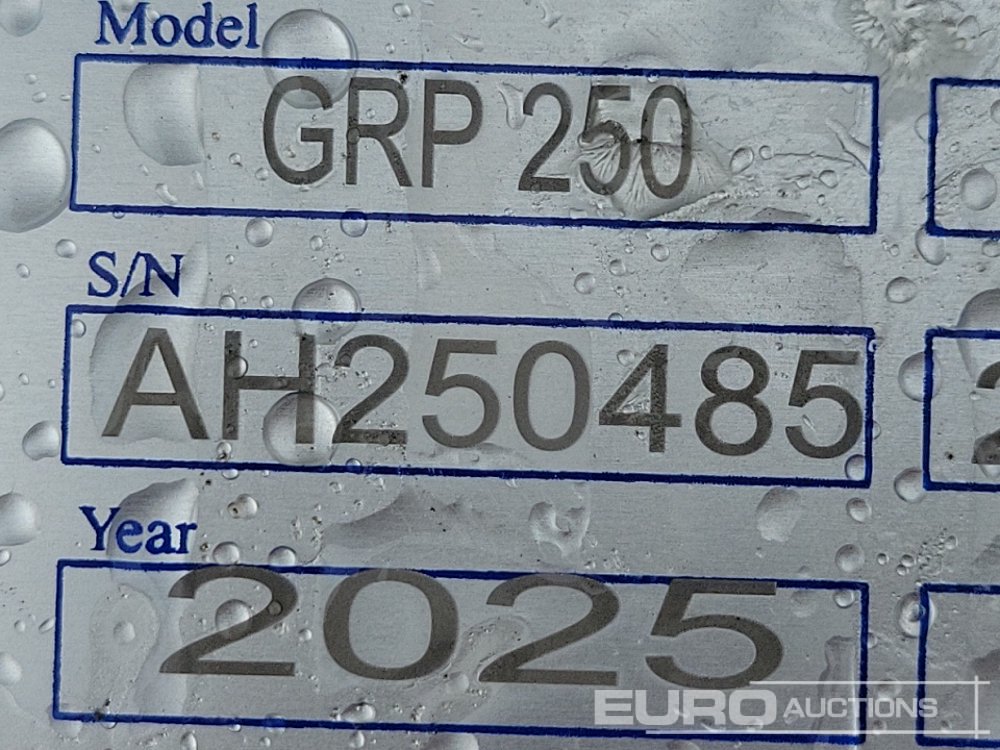 Model
GRP 250
S/N
AH250485
Year
2025
EURO AUCTIONS